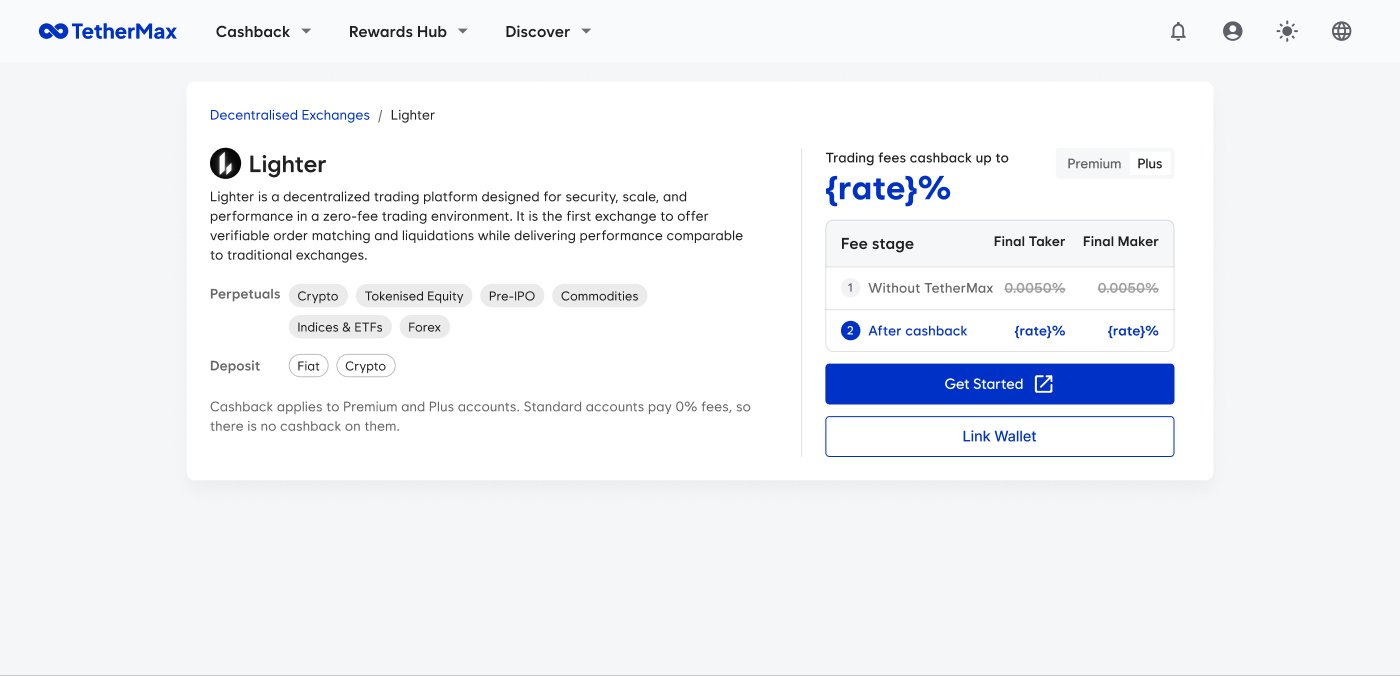 TetherMax
Cashback
Rewards Hub
Discover
Decentralised Exchanges / Lighter
Lighter
Lighter is a decentralized trading platform designed for security, scale, and
performance in a zero-fee trading environment. It is the first exchange to offer
verifiable order matching and liquidations while delivering performance comparable
to traditional exchanges.
Perpetuals
Crypto
Tokenised Equity
Pre-IPO
Commodities
Indices & ETFs
Forex
Deposit
Fiat
Crypto
Cashback applies to Premium and Plus accounts. Standard accounts pay 0% fees, so
there is no cashback on them.
Trading fees cashback up to
{rate}%
Premium
Plus
Fee stage Final Taker Final Maker
1 Without TetherMax 0.0050% 0.0050%
2 After cashback {rate}% {rate}%
Get Started
Link Wallet